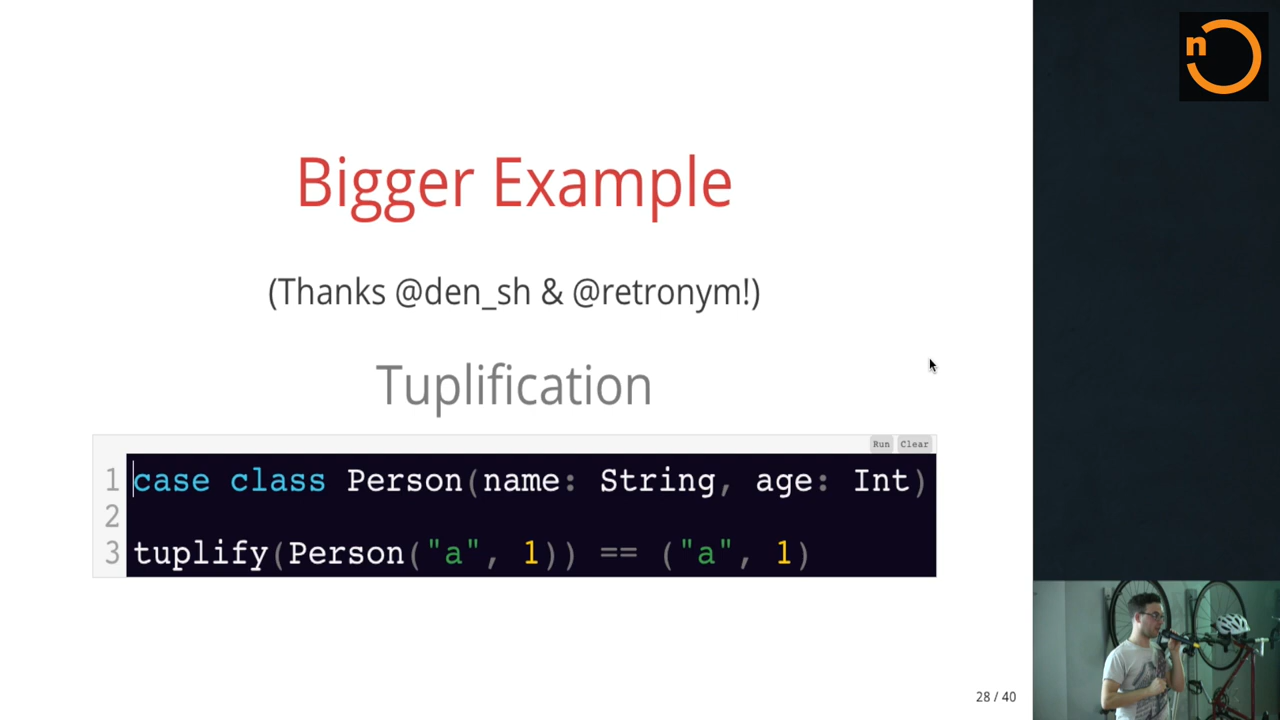 n
Bigger Example
(Thanks @den_sh & @retronym!)
Tuplification
Run Clear
1 case class Person(name: String, age: Int)
2
3 tuplify(Person("a", 1)) == ("a", 1)
28 / 40